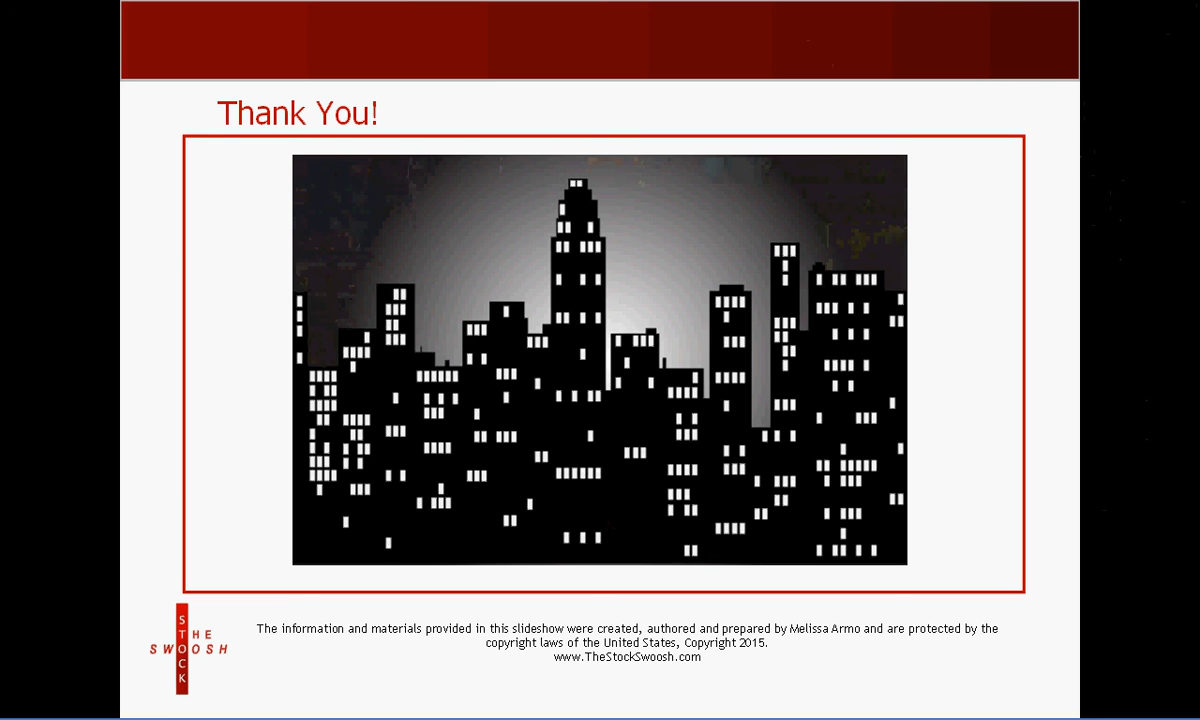 Thank You!
THE
STOCK
SWOOSH
The information and materials provided in this slideshow were created, authored and prepared by Melissa Armo and are protected by the
copyright laws of the United States, Copyright 2015.
www.TheStockSwoosh.com